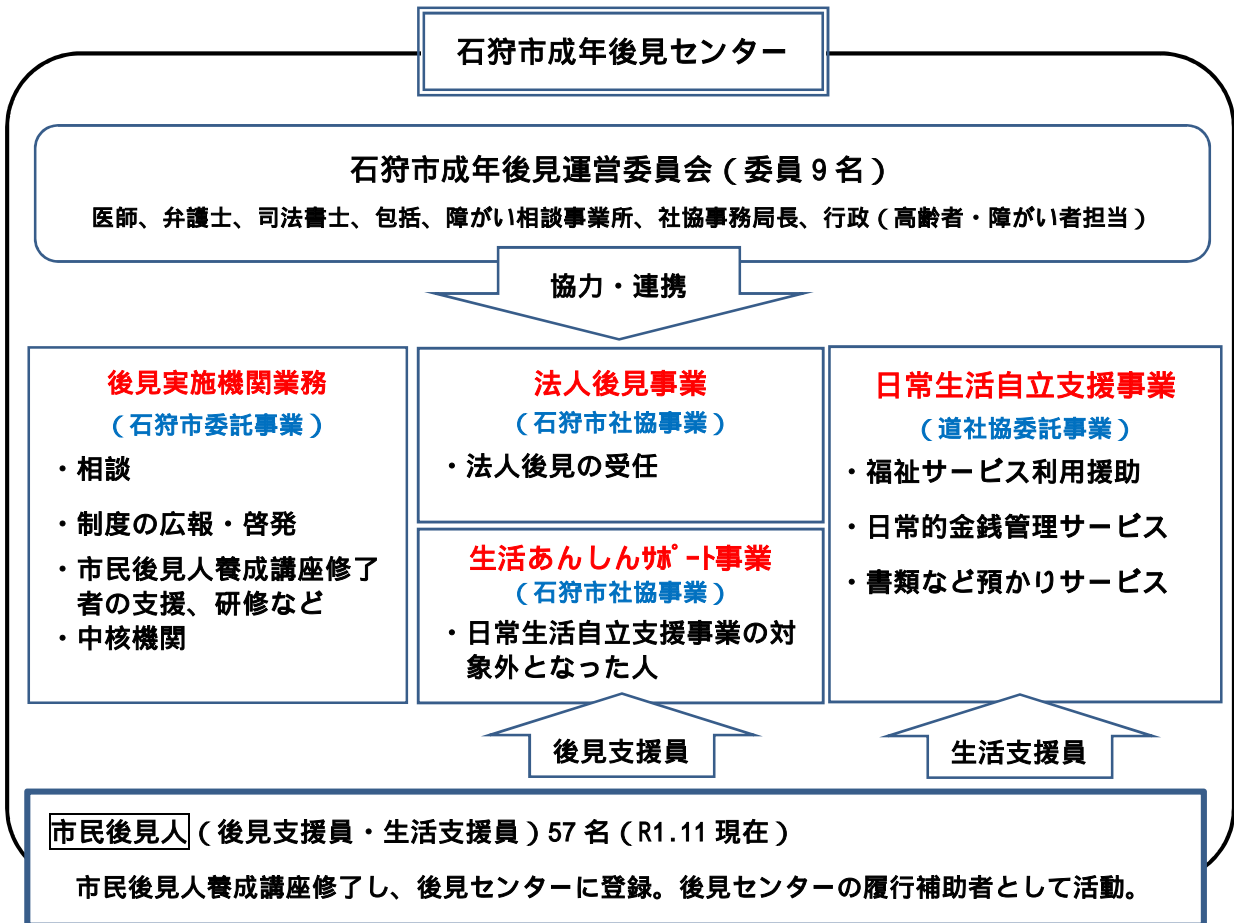 石狩市成年後見センター
石狩市成年後見運営委員会（委員９名）
医師、弁護士、司法書士、包括、障がい相談事業所、社協事務局長、行政（高齢者・障がい者担当）
協力・連携
後見実施機関業務
（石狩市委託事業）
・相談
・制度の広報・啓発
・市民後見人養成講座修了
者の支援、研修など
・中核機関
法人後見事業
（石狩市社協事業）
・法人後見の受任
生活あんしんｻﾎﾟｰﾄ事業
（石狩市社協事業）
・日常生活自立支援事業の対
象外となった人
日常生活自立支援事業
（道社協委託事業）
・福祉サービス利用援助
・日常的金銭管理サービス
・書類など預かりサービス
後見支援員
生活支援員
市民後見人（後見支援員・生活支援員）57名（R1.11現在）
市民後見人養成講座修了し、後見センターに登録。後見センターの履行補助者として活動。